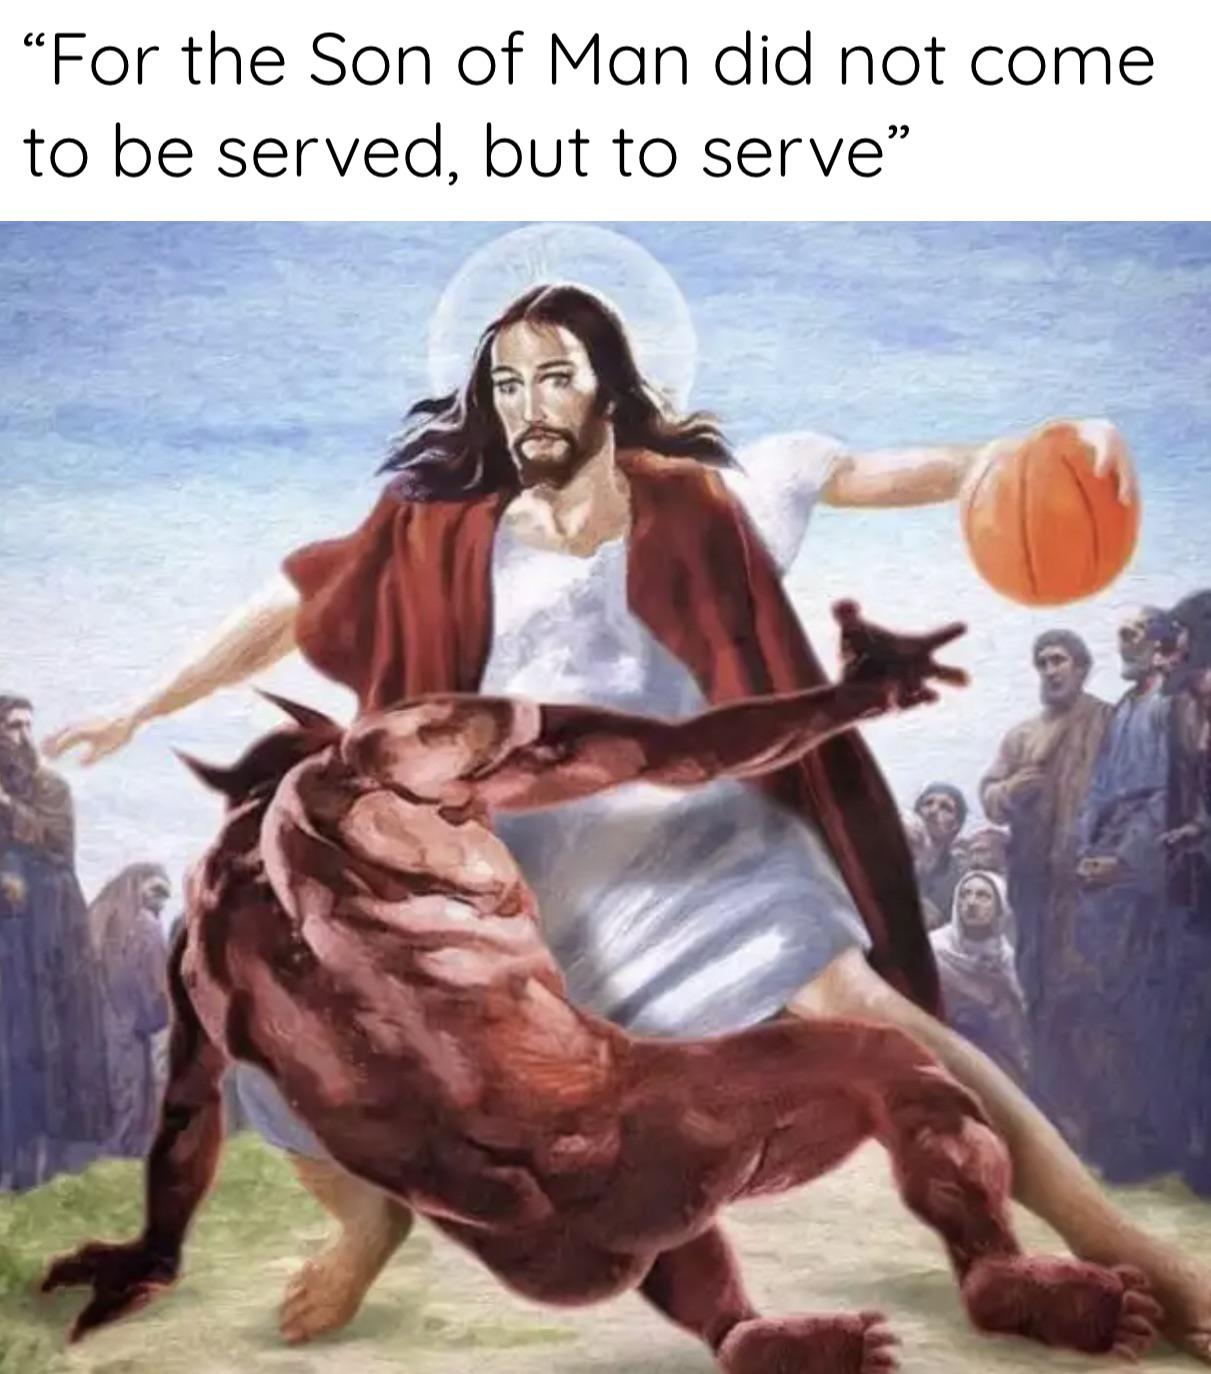 “For the Son of Man did not come
to be served, but to serve”